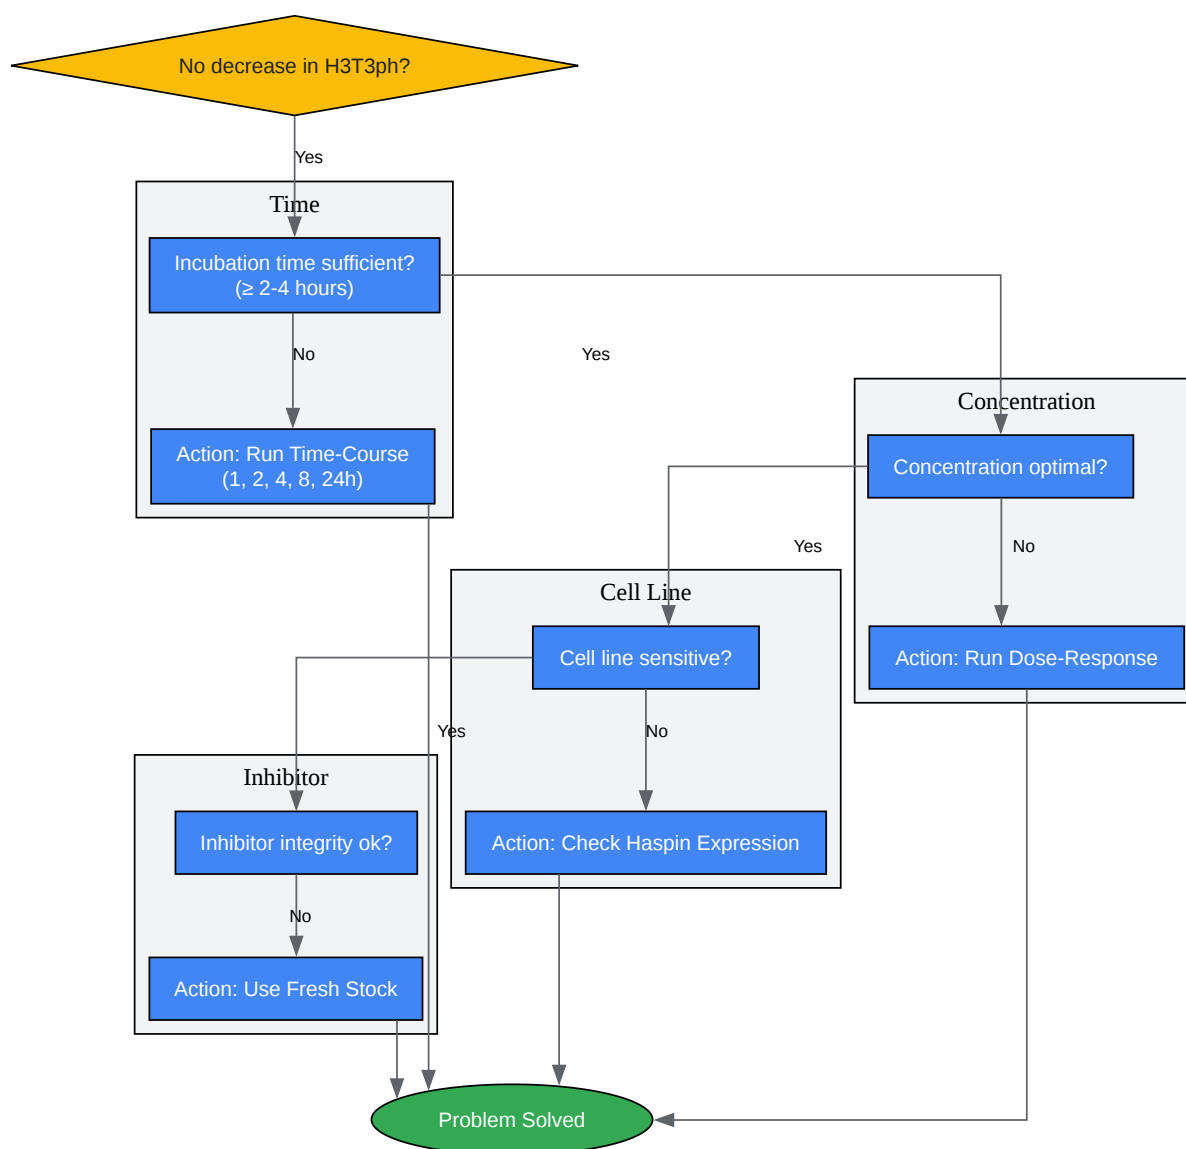 No decrease in H3T3ph?
Yes
Time
Incubation time sufficient?
(≥ 2-4 hours)
No
Yes
Concentration
Concentration optimal?
Action: Run Time-Course
(1, 2, 4, 8, 24h)
Yes
No
Cell Line
Cell line sensitive?
Action: Run Dose-Response
Yes
No
Inhibitor
Inhibitor integrity ok?
Action: Check Haspin Expression
No
Action: Use Fresh Stock
Problem Solved